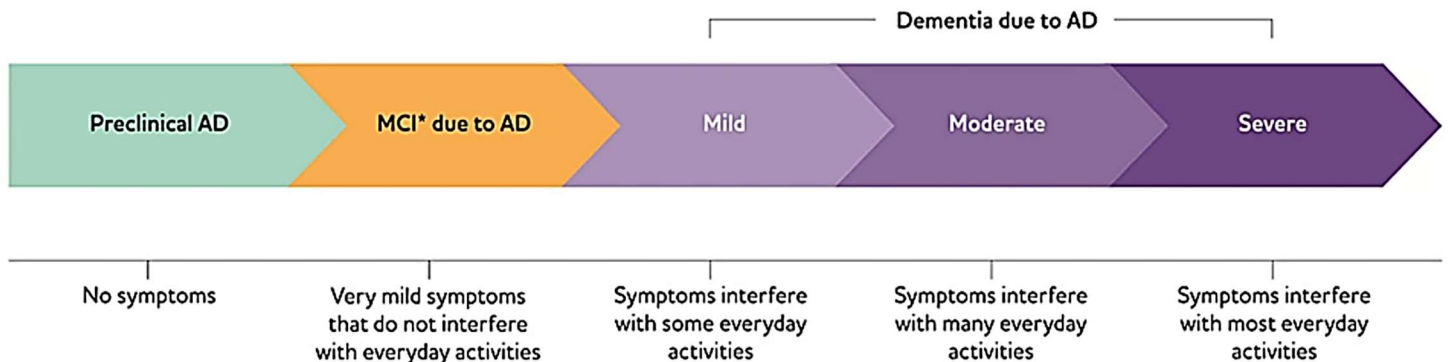 Dementia due to AD
Preclinical AD
MCI* due to AD
Mild
Moderate
Severe
No symptoms
Very mild symptoms
that do not interfere
with everyday activities
Symptoms interfere
with some everyday
activities
Symptoms interfere
with many everyday
activities
Symptoms interfere
with most everyday
activities